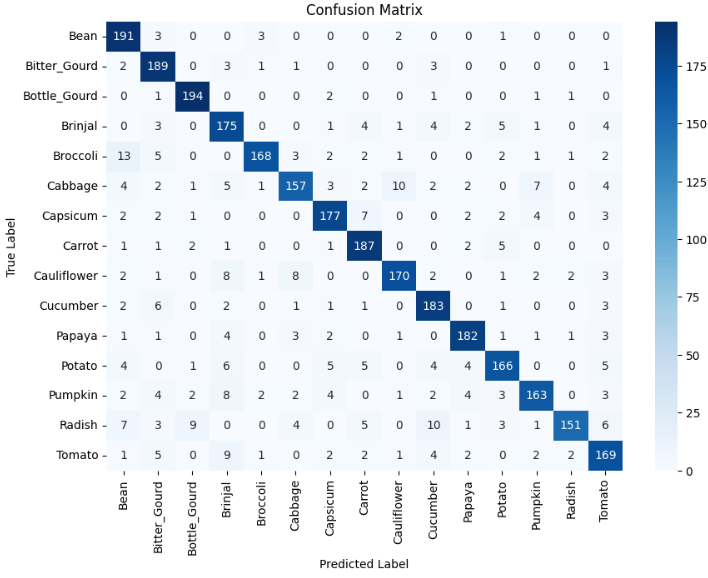 Confusion Matrix
Bean 191 3 0 0 3 0 0 0 2 0 0 1 0 0 0
Bitter_Gourd 2 189 0 3 1 1 0 0 0 3 0 0 0 0 1
Bottle_Gourd 0 1 194 0 0 0 2 0 0 1 0 0 1 1 0
Brinjal 0 3 0 175 0 0 1 4 1 4 2 5 1 0 4
Broccoli 13 5 0 0 168 3 2 2 1 0 0 2 1 1 2
Cabbage 4 2 1 5 1 157 3 2 10 2 2 0 7 0 4
Capsicum 2 2 1 0 0 0 177 7 0 0 2 2 4 0 3
Carrot 1 1 2 1 0 0 1 187 0 0 2 5 0 0 0
Cauliflower 2 1 0 8 1 8 0 0 170 2 0 1 2 2 3
Cucumber 2 6 0 2 0 1 1 1 0 183 0 1 0 0 3
Papaya 1 1 0 4 0 3 2 0 1 0 182 1 1 1 3
Potato 4 0 1 6 0 0 5 5 0 4 4 166 0 0 5
Pumpkin 2 4 2 8 2 2 4 0 1 2 4 3 163 0 3
Radish 7 3 9 0 0 4 0 5 0 10 1 3 1 151 6
Tomato 1 5 0 9 1 0 2 2 1 4 2 0 2 2 169
Bean Bitter_Gourd Bottle_Gourd Brinjal Broccoli Cabbage Capsicum Carrot Cauliflower Cucumber Papaya Potato Pumpkin Radish Tomato
True Label
Predicted Label
175
150
125
100
75
50
25
0